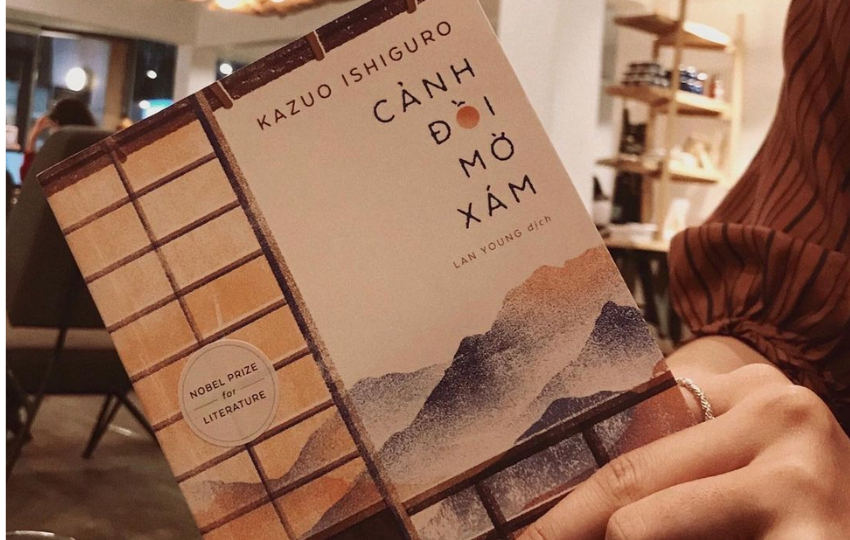 KAZUO ISHIGURO
CẢNH
ĐỒI
MỜ
XÁM
LAN YOUNG dịch
NOBEL PRIZE
for
LITERATURE